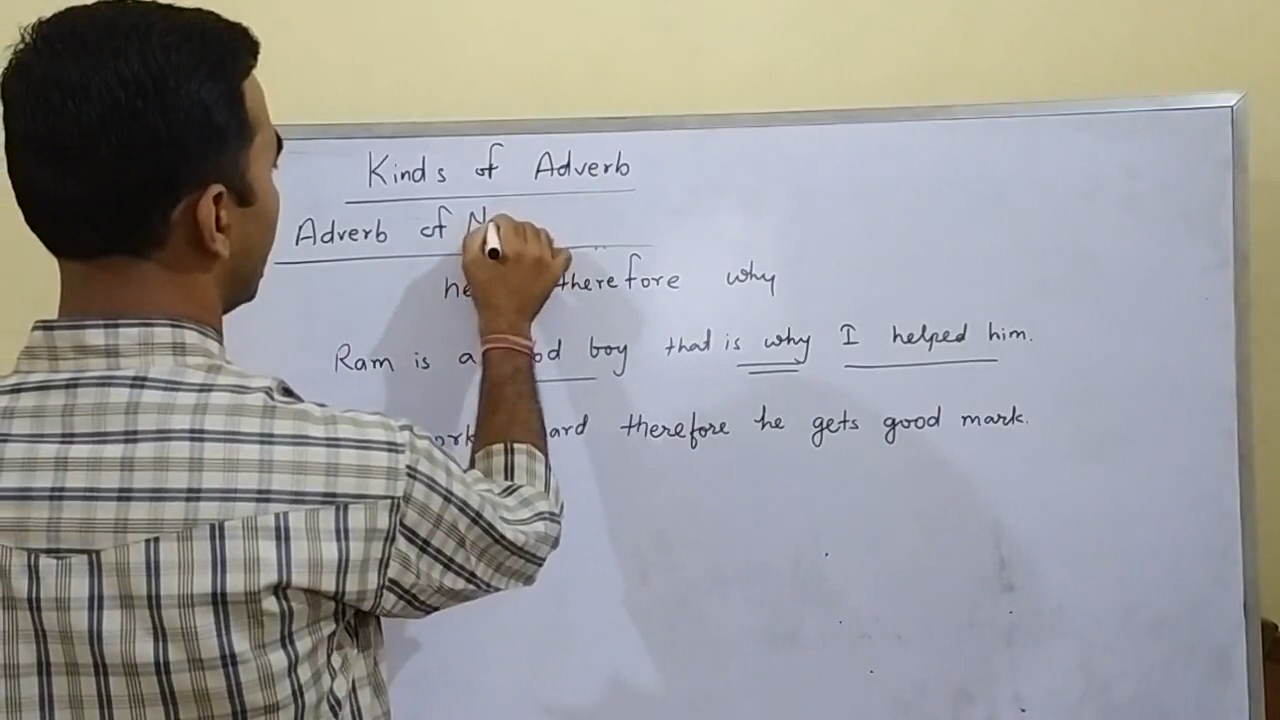 Kinds of Adverb
Adverb of N
therefore why
Ram is a boy that is why I helped him.
therefore he gets good mark.